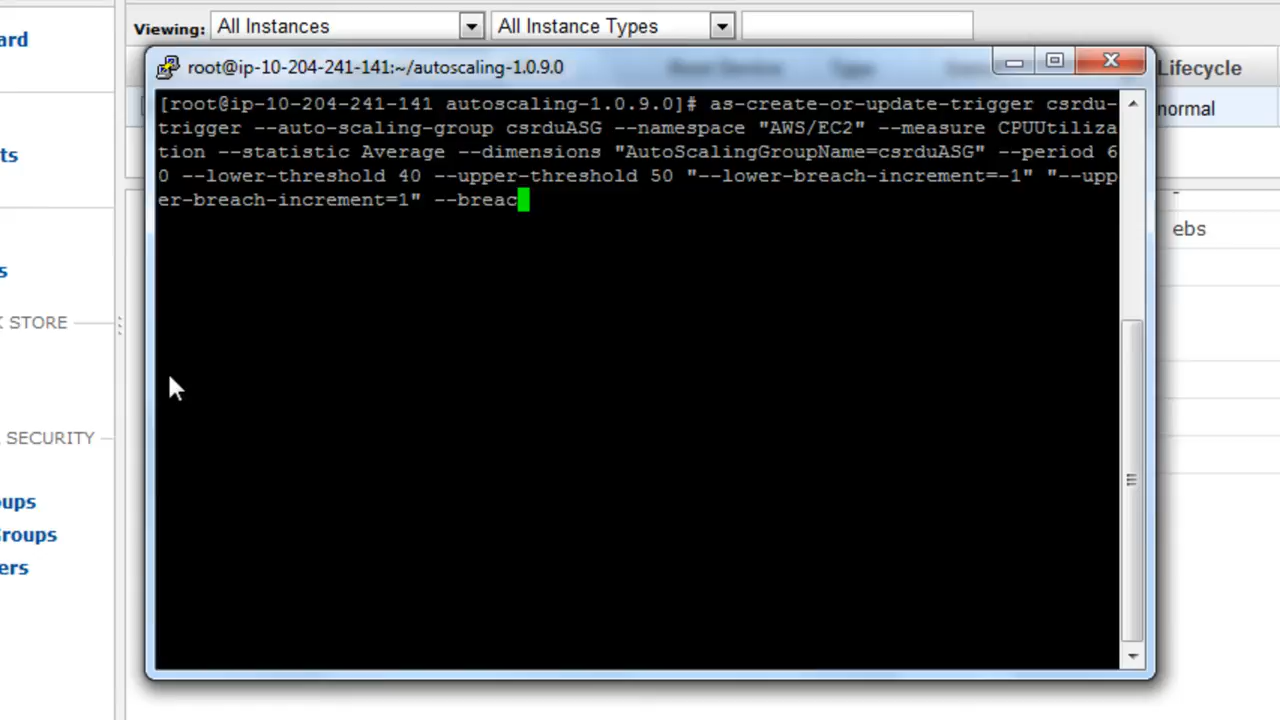 ard
Viewing: All Instances All Instance Types
root@ip-10-204-241-141:~/autoscaling-1.0.9.0
Lifecycle
[root@ip-10-204-241-141 autoscaling-1.0.9.0]# as-create-or-update-trigger csrdu-
normal
trigger --auto-scaling-group csrduASG --namespace "AWS/EC2" --measure CPUUtiliza
ts
tion --statistic Average --dimensions "AutoScalingGroupName=csrduASG" --period 6
0 --lower-threshold 40 --upper-threshold 50 "--lower-breach-increment=-1" "--upp
er-breach-increment=1" --breac
-
ebs
s
K STORE
& SECURITY
oups
Groups
ers